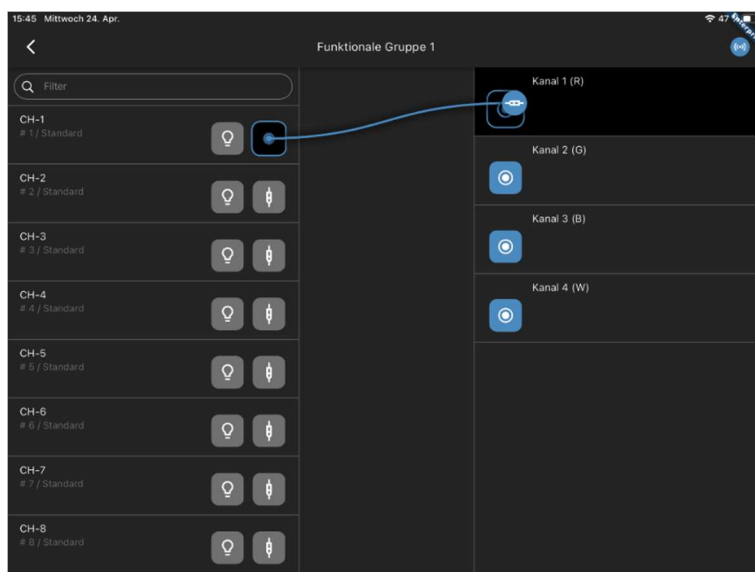 15:45 Mittwoch 24. Apr.
47
Funktionale Gruppe 1
Filter
CH-1
# 1 / Standard
CH-2
# 2 / Standard
CH-3
# 3 / Standard
CH-4
# 4 / Standard
CH-5
# 5 / Standard
CH-6
# 6 / Standard
CH-7
# 7 / Standard
CH-8
# 8 / Standard
Kanal 1 (R)
Kanal 2 (G)
Kanal 3 (B)
Kanal 4 (W)